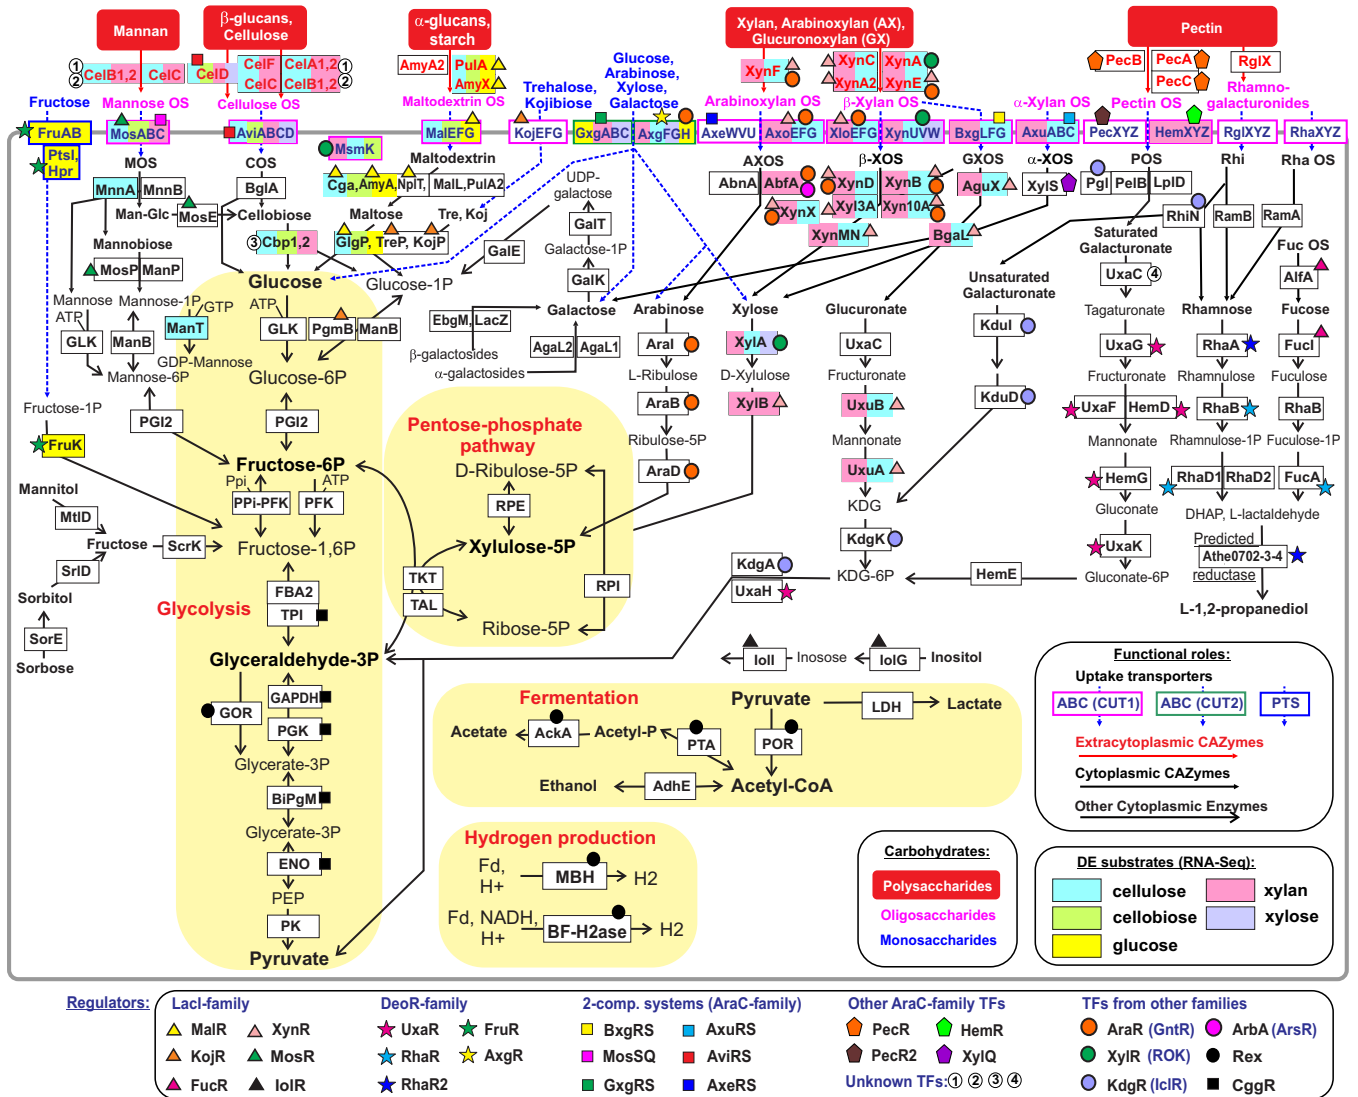 Mannan
β-glucans,
Cellulose
α-glucans,
starch
Xylan, Arabinoxylan (AX),
Glucuronoxylan (GX)
Pectin
1
2
CelB1,2 CelC
CelD
CelF CelA1,2
CelC CelB1,2
1
2
AmyA2
PulA
AmyX
Glucose,
Arabinose,
Xylose,
Galactose
XynF
XynC XynA
XynA2 XynE
PecB
PecA
PecC
RglX
Fructose
Mannose OS
Cellulose OS
Maltodextrin OS
Trehalose,
Kojibiose
Arabinoxylan OS
β-Xylan OS
α-Xylan OS
Pectin OS
Rhamno-
galacturonides
FruAB
MosABC
AviABCD
MalEFG
KojEFG
GxgABC
AxgFGH
AxeWVU
AxoEFG
XloEFG
XynUVW
BxgLFG
AxuABC
PecXYZ
HemXYZ
RglXYZ
RhaXYZ
PtsI,
Hpr
MsmK
MOS
COS
Maltodextrin
AXOS
β-XOS
GXOS
α-XOS
POS
Rhi
Rha OS
MnnA MnnB
BglA
Cga, AmyA, NplT, MalL, PulA2
UDP-
galactose
AbnA AbfA
XynD XynB
AguX
XylS
Pgl PelB LplD
Man-Glc
MosE
Cellobiose
Maltose
Tre, Koj
GalT
XynX
Xyl3A Xyn10A
RhiN
RamB
RamA
Mannobiose
3
Cbp1,2
GlgP, TreP, KojP
GalE
Galactose-1P
XynMN
BgaL
Saturated
Galacturonate
Fuc OS
MosP ManP
Glucose
Glucose-1P
GalK
Unsaturated
Galacturonate
UxaC
4
AlfA
Mannose
Mannose-1P
ATP
GTP
ATP
EbgM, LacZ
Galactose
Arabinose
Xylose
Glucuronate
Tagaturonate
Rhamnose
Fucose
GLK
ManB
ManT
GLK
PgmB ManB
β-galactosides
AgaL2 AgaL1
AraI
XylA
UxaC
KduI
UxaG
RhaA
FucI
GDP-Mannose
Mannose-6P
α-galactosides
Glucose-6P
L-Ribulose
D-Xylulose
Fructuronate
Fructuronate
Rhamnulose
Fuculose
Fructose-1P
PGI2
PGI2
AraB
XylB
UxuB
KduD
UxaF HemD
RhaB
RhaB
FruK
Pentose-phosphate
pathway
Ribulose-5P
Mannonate
Mannonate
Rhamnulose-1P
Fuculose-1P
Fructose-6P
D-Ribulose-5P
AraD
UxuA
HemG
RhaD1 RhaD2
FucA
Mannitol
Ppi
ATP
PPi-PFK
PFK
RPE
KDG
Gluconate
DHAP, L-lactaldehyde
MtlD
Fructose
ScrK
Fructose-1,6P
Xylulose-5P
KdgK
UxaK
Predicted
Athe0702-3-4
reductase
SrlD
Sorbitol
Glycolysis
FBA2
TPI
TKT
TAL
RPI
KdgA
UxaH
KDG-6P
HemE
Gluconate-6P
L-1,2-propanediol
SorE
Sorbose
Ribose-5P
Glyceraldehyde-3P
IolI
Inosose
IolG
Inositol
GOR
GAPDH
PGK
Glycerate-3P
BiPgM
Glycerate-3P
ENO
PEP
PK
Pyruvate
Fermentation
Pyruvate
LDH
Lactate
Acetate
AckA
Acetyl-P
PTA
POR
Ethanol
AdhE
Acetyl-CoA
Hydrogen production
Fd,
H+
MBH
H2
Fd, NADH,
H+
BF-H2ase
H2
Functional roles:
Uptake transporters
ABC (CUT1)
ABC (CUT2)
PTS
Extracytoplasmic CAZymes
Cytoplasmic CAZymes
Other Cytoplasmic Enzymes
Carbohydrates:
Polysaccharides
Oligosaccharides
Monosaccharides
DE substrates (RNA-Seq):
cellulose
xylan
cellobiose
xylose
glucose
Regulators:
LacI-family
DeoR-family
2-comp. systems (AraC-family)
Other AraC-family TFs
TFs from other families
MalR
XynR
UxaR
FruR
BxgRS
AxuRS
PecR
HemR
AraR (GntR)
ArbA (ArsR)
KojR
MosR
RhaR
AxgR
MosSQ
AviRS
PecR2
XylQ
XylR (ROK)
Rex
FucR
IolR
RhaR2
GxgRS
AxeRS
Unknown TFs: 1 2 3 4
KdgR (IclR)
CggR